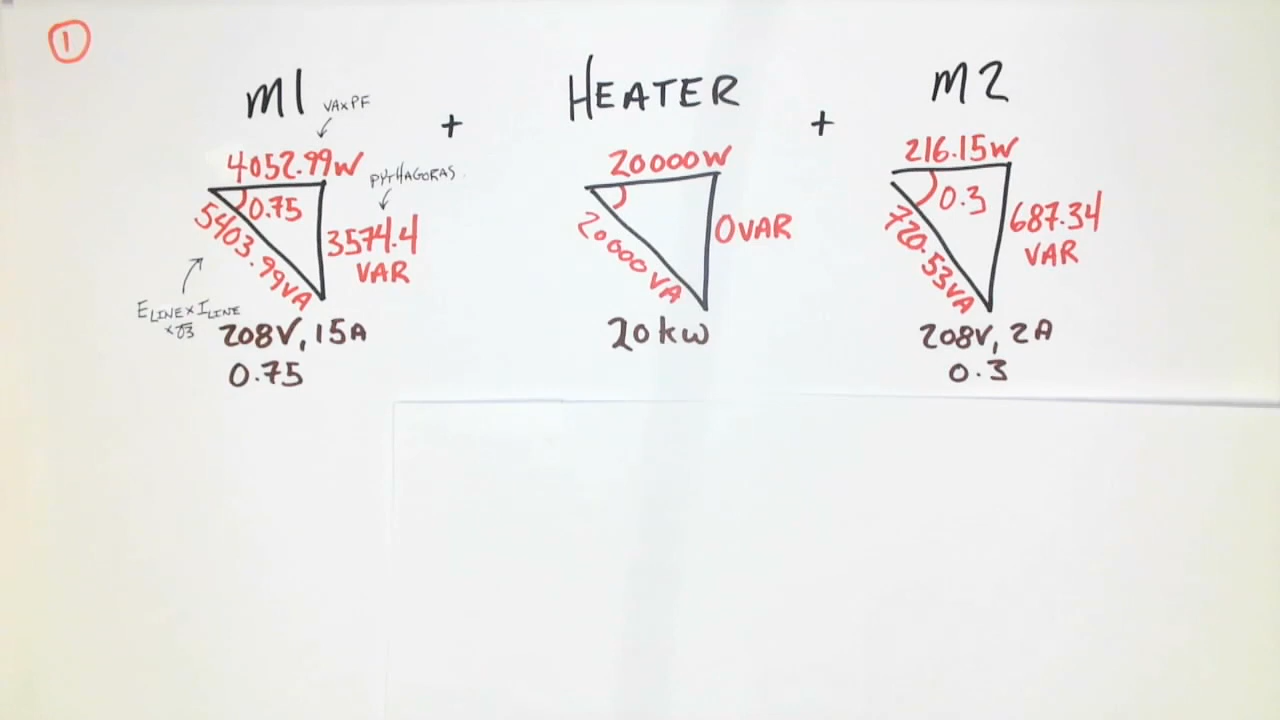 1
M1
+
HEATER
+
M2
VAxPF
4052.99W
PYTHAGORAS
0.75
5403.99VA
3574.4
VAR
ELINE x ILINE
x√3
208V, 15A
0.75
20000W
20000 VA
0VAR
20kW
216.15W
0.3
720.53VA
687.34
VAR
208V, 2A
0.3